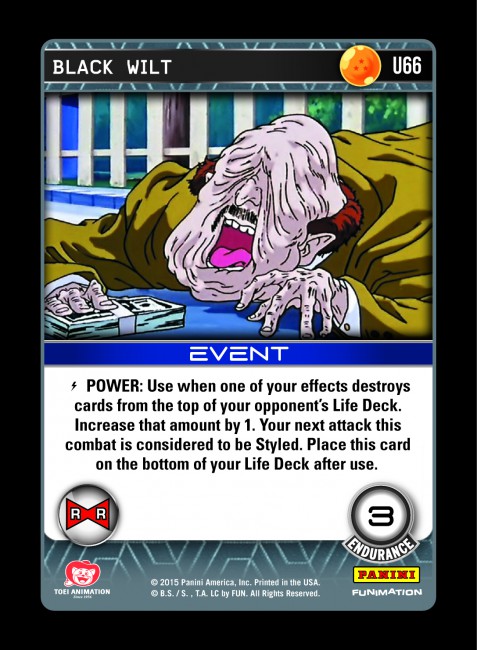 BLACK WILT
U66
EVENT
POWER: Use when one of your effects destroys
cards from the top of your opponent's Life Deck.
Increase that amount by 1. Your next attack this
combat is considered to be Styled. Place this card
on the bottom of your Life Deck after use.
R R
3
ENDURANCE
TOEI ANIMATION
Since 1956
© 2015 Panini America, Inc. Printed in the USA.
© B.S. / S. , T.A. LC by FUN. All Rights Reserved.
PANINI
FUNIMATION